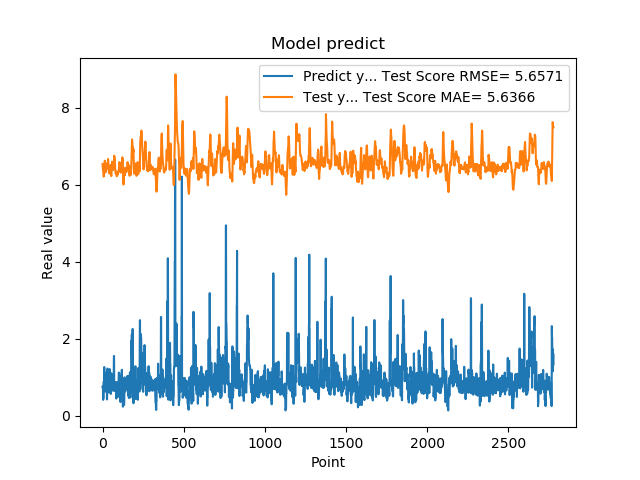 Model predict
Predict y... Test Score RMSE= 5.6571
Test y... Test Score MAE= 5.6366
Real value
8
6
4
2
0
0 500 1000 1500 2000 2500
Point